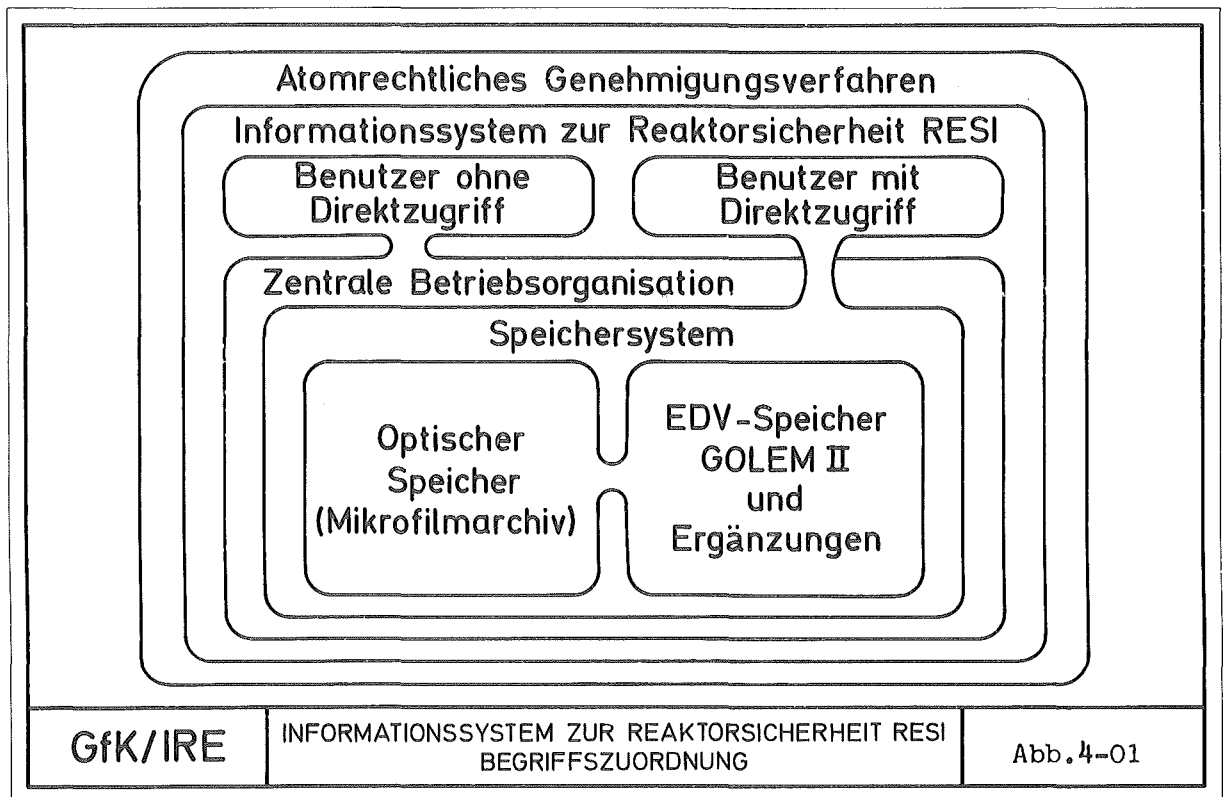 Atomrechtliches Genehmigungsverfahren
Informationssystem zur Reaktorsicherheit RESI
Benutzer ohne
Direktzugriff
Benutzer mit
Direktzugriff
Zentrale Betriebsorganisation
Speichersystem
Optischer
Speicher
(Mikrofilmarchiv)
EDV-Speicher
GOLEM II
und
Ergänzungen
GfK/IRE
INFORMATIONSSYSTEM ZUR REAKTORSICHERHEIT RESI
BEGRIFFSZUORDNUNG
Abb.4-01